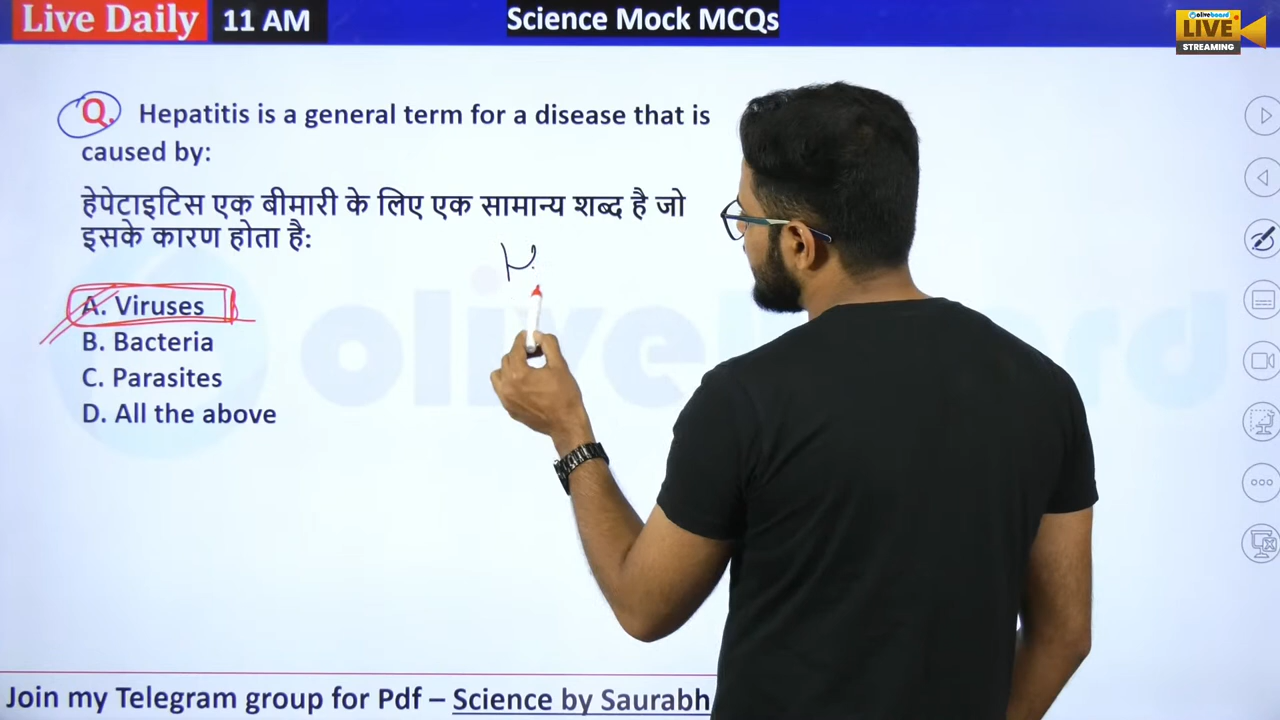 Live Daily 11 AM
Science Mock MCQs
oliveboard
LIVE
STREAMING
Q. Hepatitis is a general term for a disease that is
caused by:
हेपेटाइटिस एक बीमारी के लिए एक सामान्य शब्द है जो
इसके कारण होता है:
A. Viruses
B. Bacteria
C. Parasites
D. All the above
oliveboard
Join my Telegram group for Pdf – Science by Saurabh